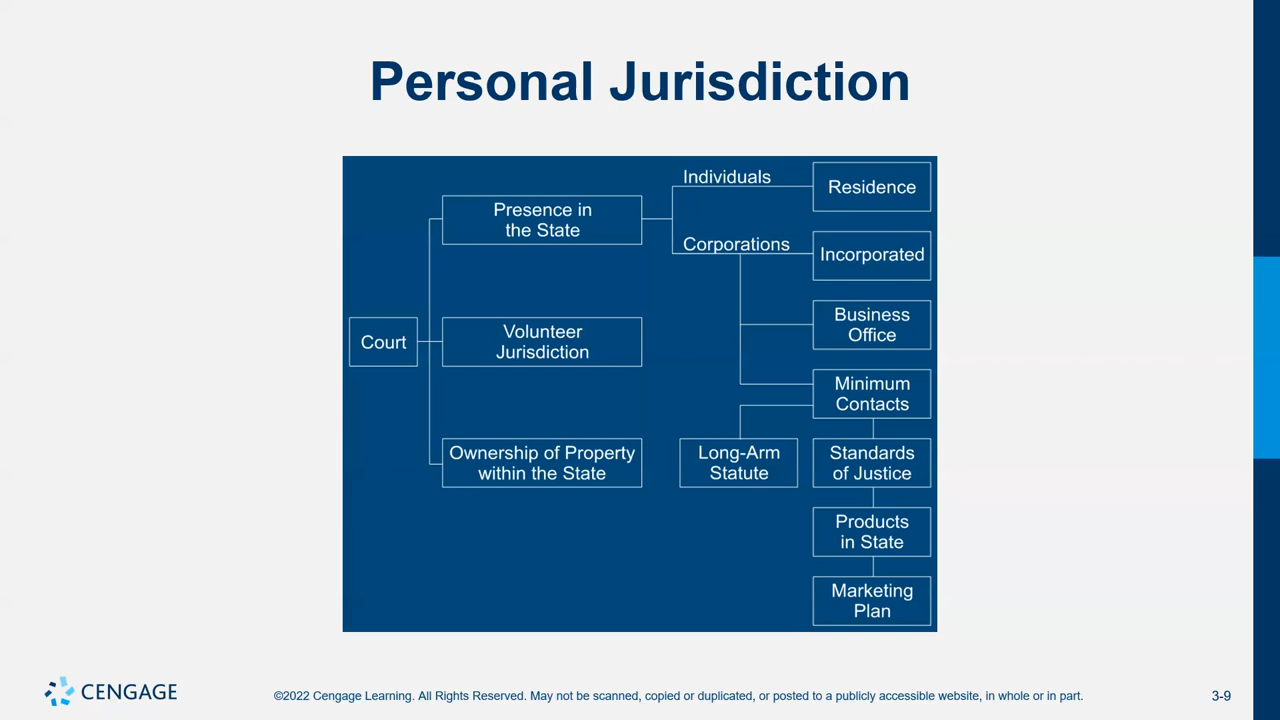 Personal Jurisdiction
Individuals
Residence
Presence in
the State
Corporations
Incorporated
Business
Office
Court
Volunteer
Jurisdiction
Minimum
Contacts
Ownership of Property
within the State
Long-Arm
Statute
Standards
of Justice
Products
in State
Marketing
Plan
CENGAGE
©2022 Cengage Learning. All Rights Reserved. May not be scanned, copied or duplicated, or posted to a publicly accessible website, in whole or in part.
3-9